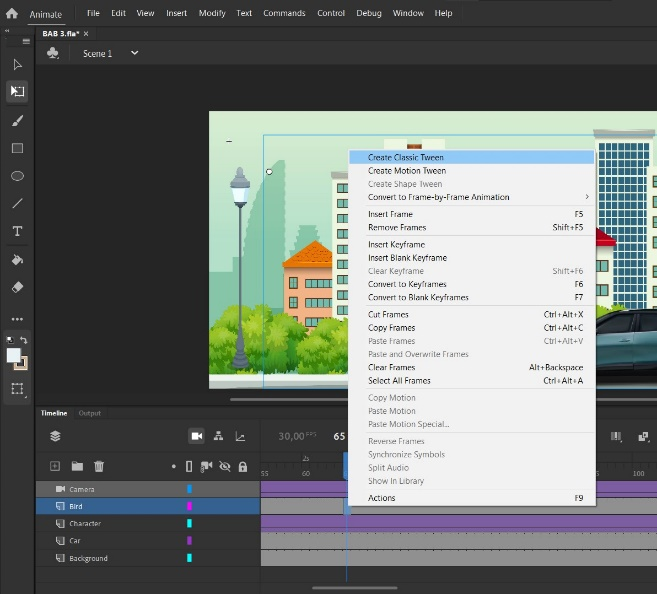 Animate File Edit View Insert Modify Text Commands Control Debug Window Help
BAB 3.fla*
Scene 1
Create Classic Tween
Create Motion Tween
Create Shape Tween
Convert to Frame-by-Frame Animation
Insert Frame F5
Remove Frames Shift+F5
Insert Keyframe
Insert Blank Keyframe
Clear Keyframe Shift+F6
Convert to Keyframes F6
Convert to Blank Keyframes F7
Cut Frames Ctrl+Alt+X
Copy Frames Ctrl+Alt+C
Paste Frames Ctrl+Alt+V
Paste and Overwrite Frames
Clear Frames Alt+Backspace
Select All Frames Ctrl+Alt+A
Copy Motion
Paste Motion
Paste Motion Special...
Reverse Frames
Synchronize Symbols
Split Audio
Show In Library
Actions F9
Timeline Output
30,00 FPS 65
2s
55 60 100
Camera
Bird
Character
Car
Background